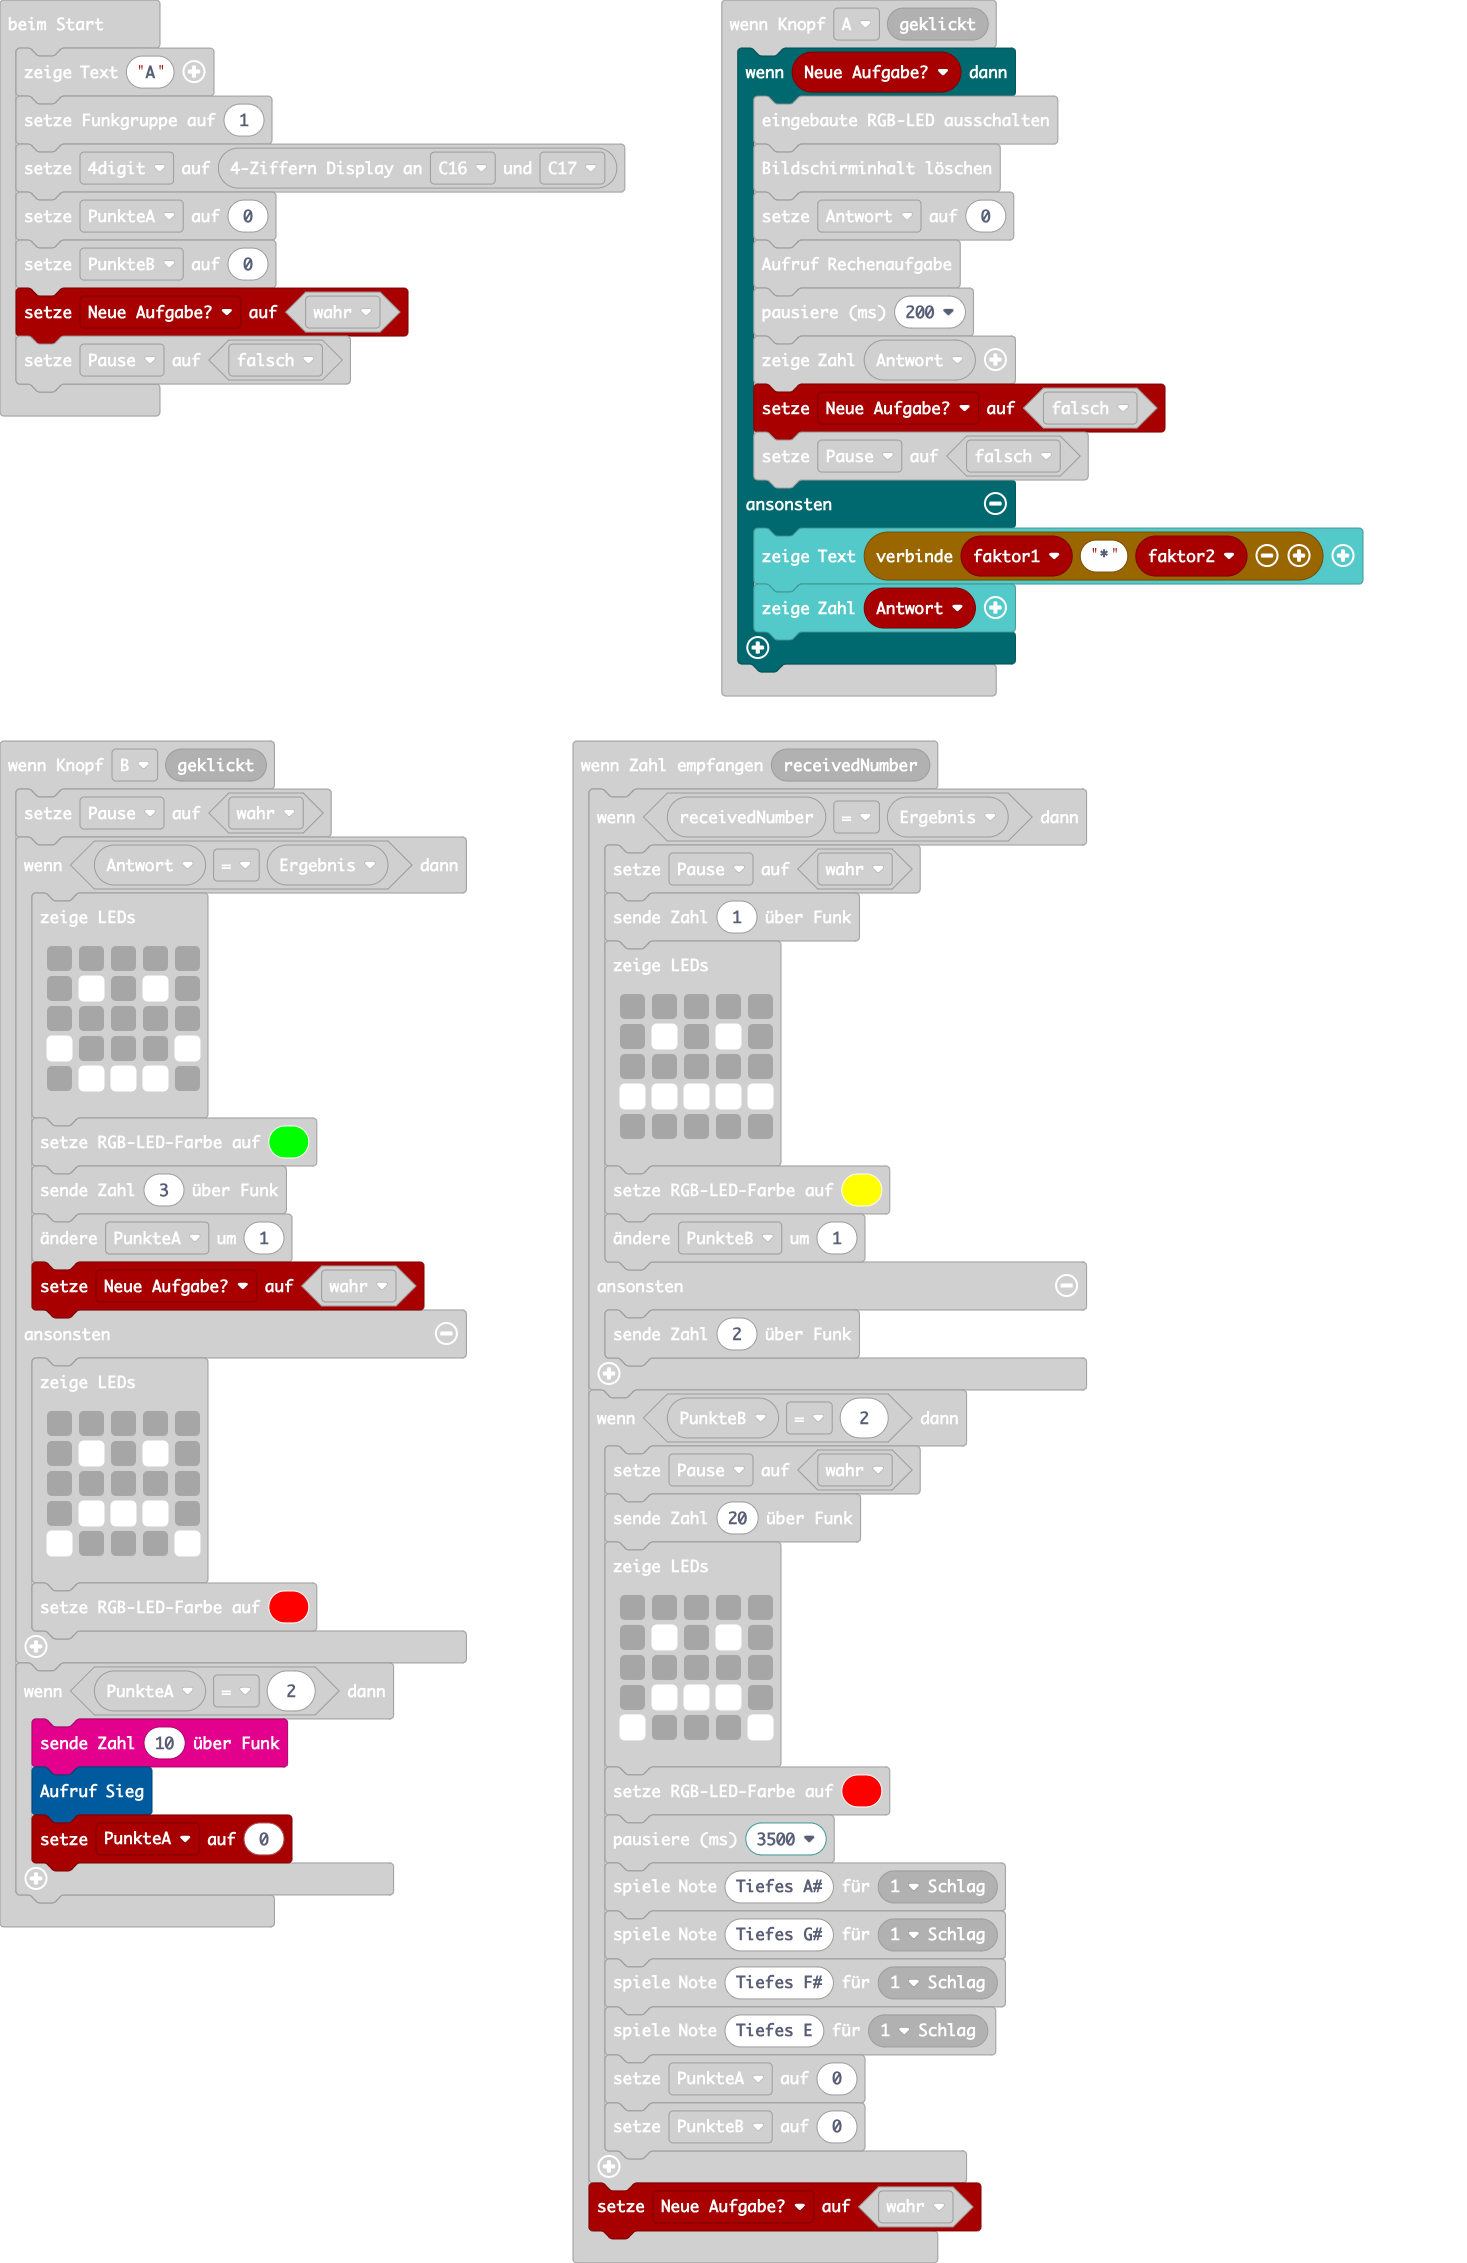 beim Start
zeige Text "A"
setze Funkgruppe auf 1
setze 4digit auf 4-Ziffern Display an C16 und C17
setze PunkteA auf 0
setze PunkteB auf 0
setze Neue Aufgabe? auf wahr
setze Pause auf falsch
wenn Knopf A geklickt
wenn Neue Aufgabe? dann
eingebaute RGB-LED ausschalten
Bildschirminhalt löschen
setze Antwort auf 0
Aufruf Rechenaufgabe
pausiere (ms) 200
zeige Zahl Antwort
setze Neue Aufgabe? auf falsch
setze Pause auf falsch
ansonsten
zeige Text verbinde faktor1 "*" faktor2
zeige Zahl Antwort
wenn Knopf B geklickt
setze Pause auf wahr
wenn Antwort = Ergebnis dann
zeige LEDs
setze RGB-LED-Farbe auf
sende Zahl 3 über Funk
ändere PunkteA um 1
setze Neue Aufgabe? auf wahr
ansonsten
zeige LEDs
setze RGB-LED-Farbe auf
wenn PunkteA = 2 dann
sende Zahl 10 über Funk
Aufruf Sieg
setze PunkteA auf 0
wenn Zahl empfangen receivedNumber
wenn receivedNumber = Ergebnis dann
setze Pause auf wahr
sende Zahl 1 über Funk
zeige LEDs
setze RGB-LED-Farbe auf
ändere PunkteB um 1
ansonsten
sende Zahl 2 über Funk
wenn PunkteB = 2 dann
setze Pause auf wahr
sende Zahl 20 über Funk
zeige LEDs
setze RGB-LED-Farbe auf
pausiere (ms) 3500
spiele Note Tiefes A# für 1 Schlag
spiele Note Tiefes G# für 1 Schlag
spiele Note Tiefes F# für 1 Schlag
spiele Note Tiefes E für 1 Schlag
setze PunkteA auf 0
setze PunkteB auf 0
setze Neue Aufgabe? auf wahr